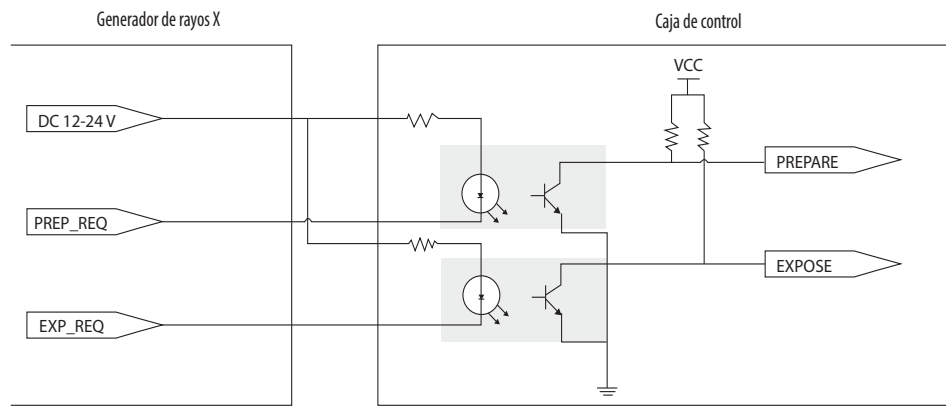 Generador de rayos X
Caja de control
VCC
DC 12-24 V
PREPARE
PREP_REQ
EXPOSE
EXP_REQ